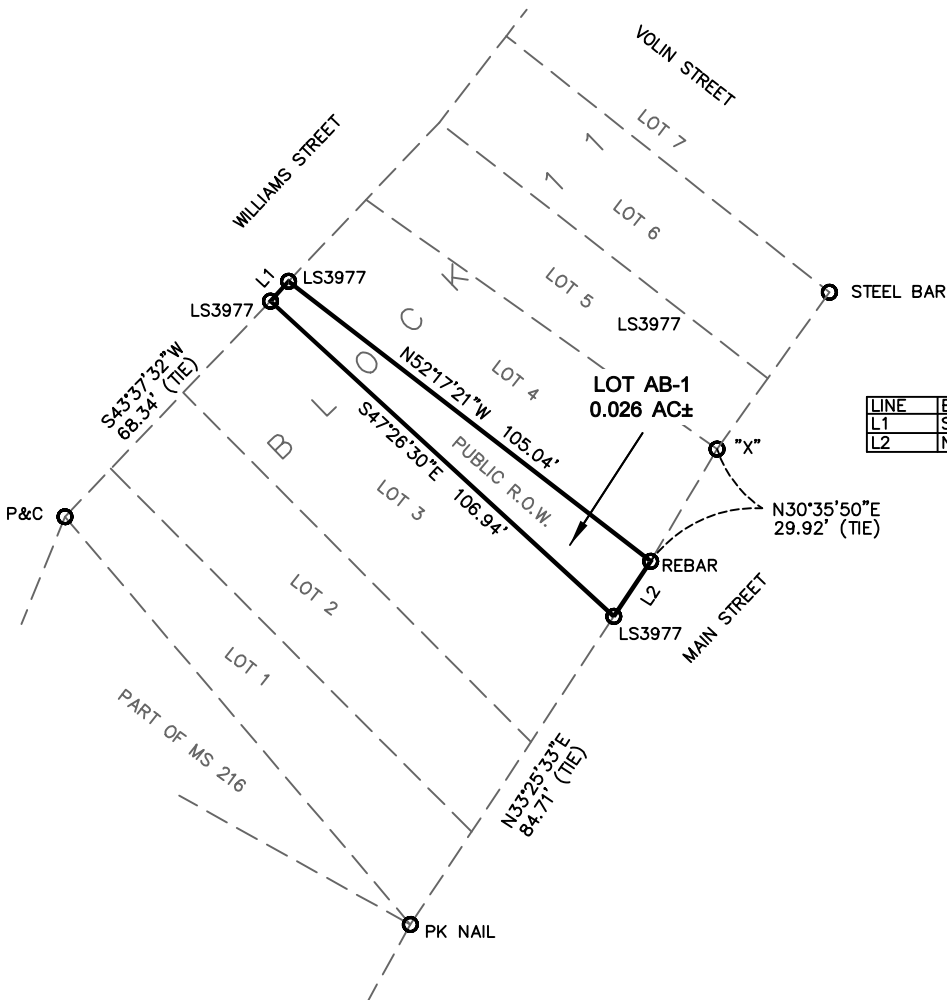 VOLIN STREET
LOT 7
11
WILLIAMS STREET
LOT 6
LOT 5
LS3977
STEEL BAR
L1
LS3977
LS3977
BLOCK
N52°17'21"W 105.04'
LOT 4
LOT AB-1
0.026 AC±
S43°37'32"W
68.34' (TIE)
S47°26'30"E 106.94'
PUBLIC R.O.W.
LOT 3
LINE
L1
L2
"X"
N30°35'50"E
29.92' (TIE)
P&C
REBAR
L2
LS3977
MAIN STREET
LOT 2
LOT 1
PART OF MS 216
N33°25'33"E
84.71' (TIE)
PK NAIL